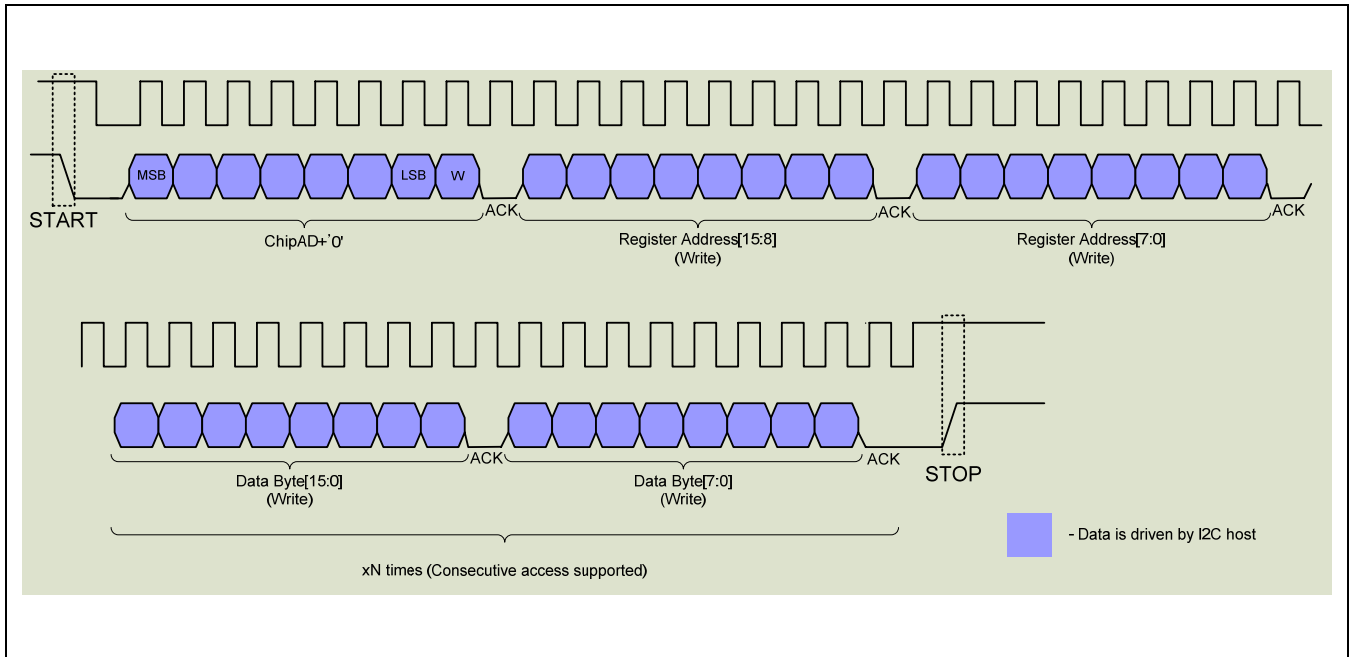 MSB LSB W
START ACK ACK ACK
ChipAD+'0' Register Address[15:8] Register Address[7:0]
(Write) (Write)
ACK ACK STOP
Data Byte[15:0] Data Byte[7:0]
(Write) (Write)
- Data is driven by I2C host
xN times (Consecutive access supported)